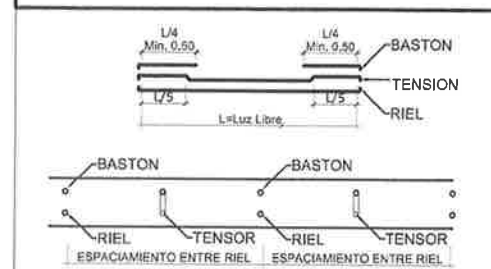 L/4 L/4
Min. 0.50 Min. 0.50
BASTON
TENSION
L/5 L/5
RIEL
L=Luz Libre
BASTON BASTON
RIEL TENSOR RIEL TENSOR
ESPACIAMIENTO ENTRE RIEL ESPACIAMIENTO ENTRE RIEL